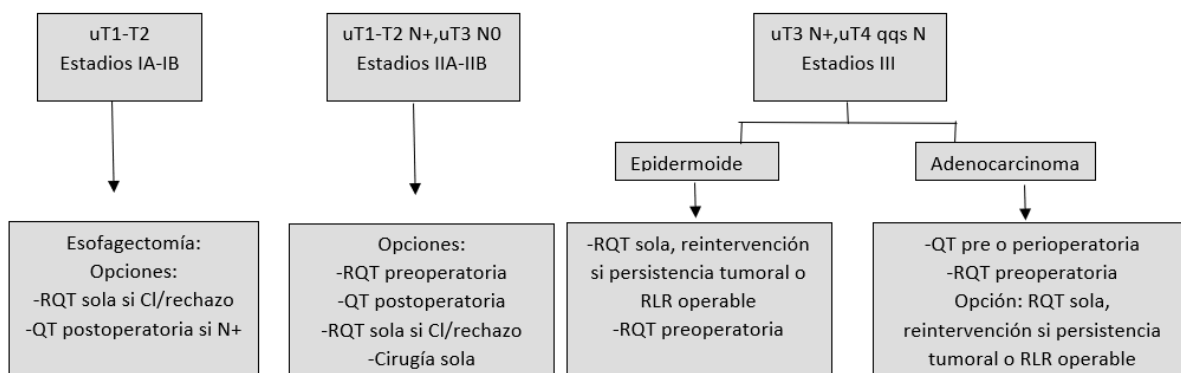 uT1-T2
Estadios IA-IB
uT1-T2 N+,uT3 N0
Estadios IIA-IIB
uT3 N+,uT4 qqs N
Estadios III
Epidermoide
Adenocarcinoma
Esofagectomía:
Opciones:
-RQT sola si Cl/rechazo
-QT postoperatoria si N+
Opciones:
-RQT preoperatoria
-QT postoperatoria
-RQT sola si Cl/rechazo
-Cirugía sola
-RQT sola, reintervención
si persistencia tumoral o
RLR operable
-RQT preoperatoria
-QT pre o perioperatoria
-RQT preoperatoria
Opción: RQT sola,
reintervención si persistencia
tumoral o RLR operable